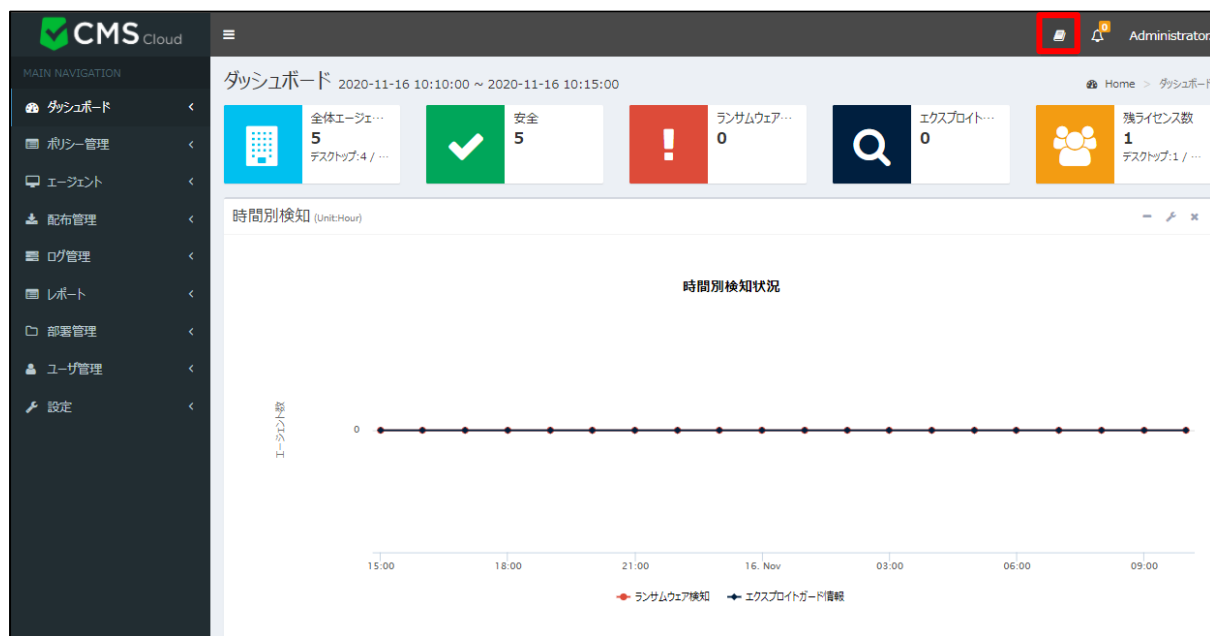 CMS Cloud
0
Administrator
MAIN NAVIGATION
ダッシュボード
ポリシー管理
エージェント
配布管理
ログ管理
レポート
部署管理
ユーザ管理
設定
ダッシュボード 2020-11-16 10:10:00 ~ 2020-11-16 10:15:00
Home > ダッシュボード
全体エージェ…
5
デスクトップ:4 / …
安全
5
ランサムウェア…
0
エクスプロイト…
0
残ライセンス数
1
デスクトップ:1 / …
時間別検知 (Unit:Hour)
時間別検知状況
エージェント数
0
15:00 18:00 21:00 16. Nov 03:00 06:00 09:00
ランサムウェア検知 エクスプロイトガード情報